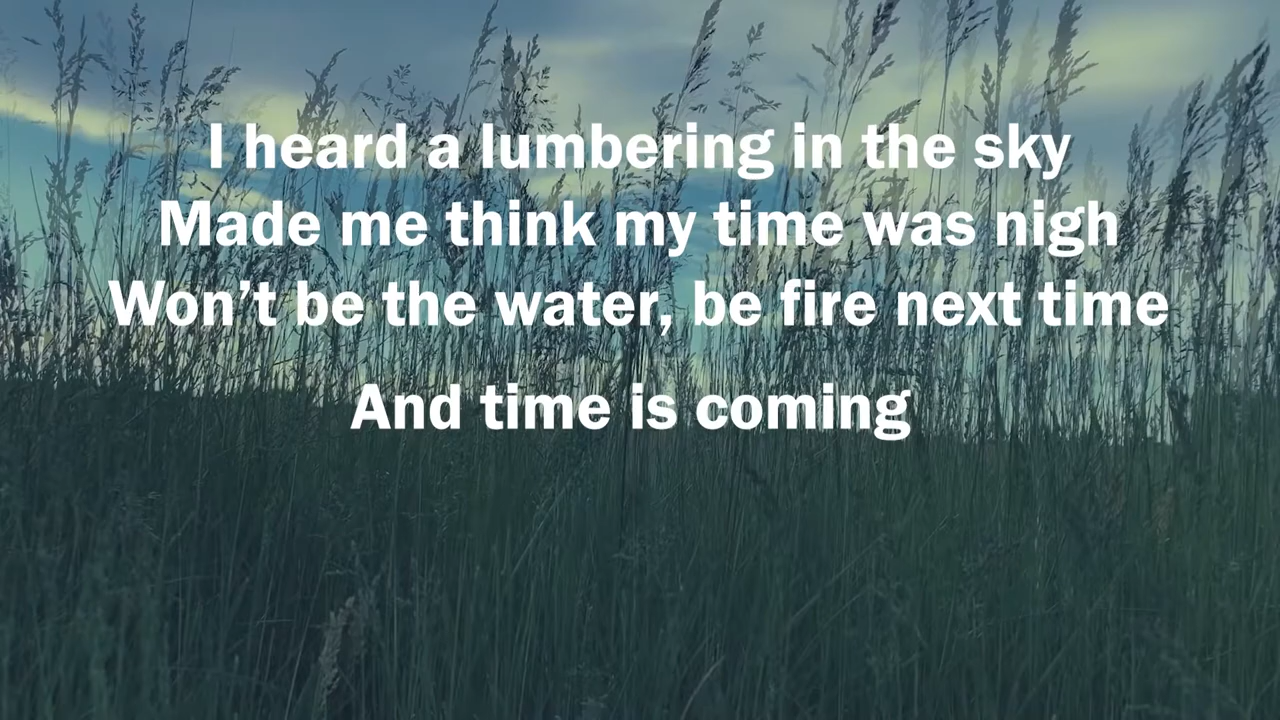 I heard a lumbering in the sky
Made me think my time was nigh
Won’t be the water, be fire next time
And time is coming